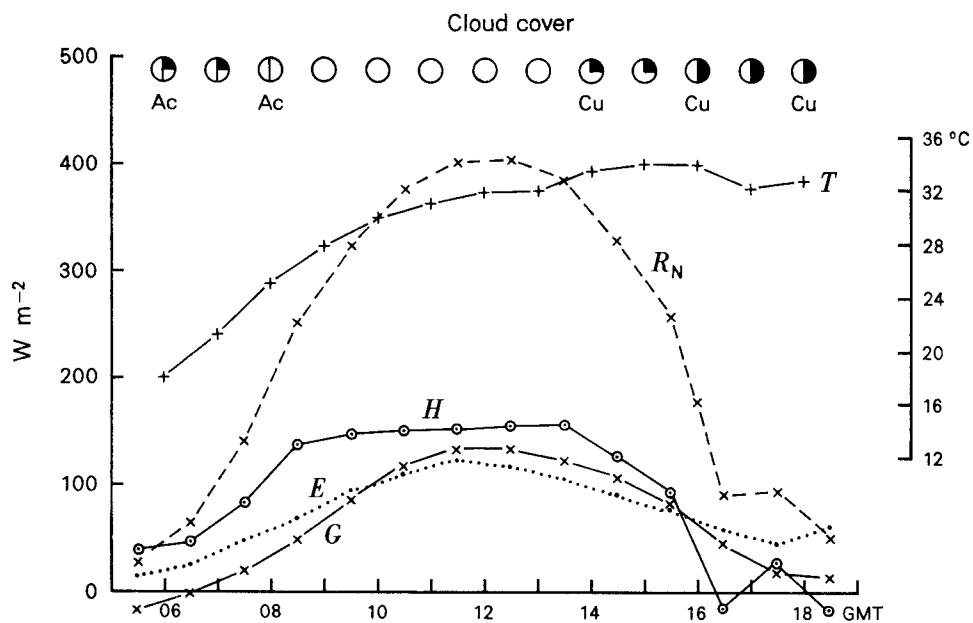 Cloud cover
500
Ac Ac Cu Cu Cu
36 °C
400
T
32
300
R_N
28
24
W m⁻²
200
20
16
H
12
100
E
G
0
06 08 10 12 14 16 18 GMT